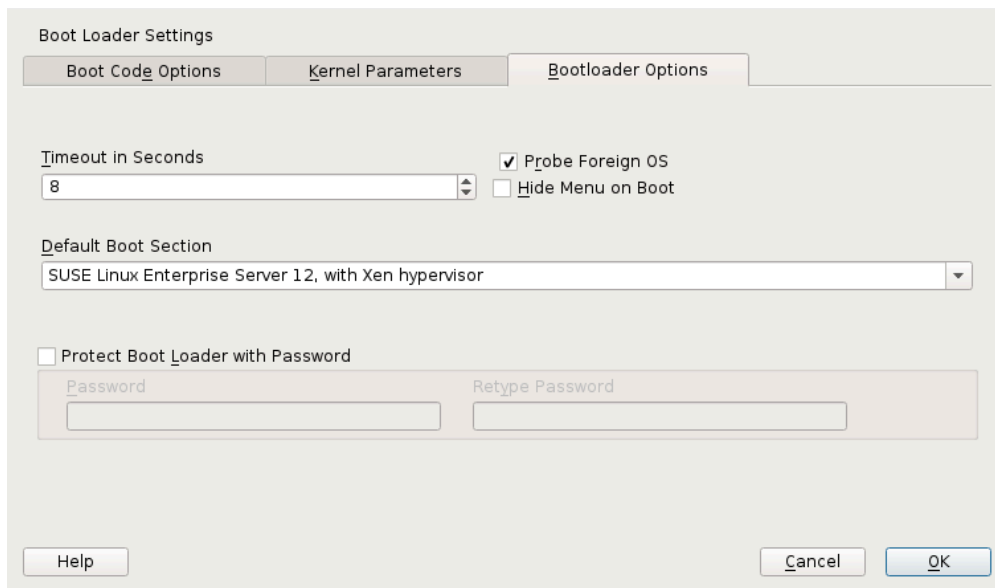 Boot Loader Settings
Boot Code Options
Kernel Parameters
Bootloader Options
Timeout in Seconds
Probe Foreign OS
8
Hide Menu on Boot
Default Boot Section
SUSE Linux Enterprise Server 12, with Xen hypervisor
Protect Boot Loader with Password
Password
Retype Password
Help
Cancel
OK